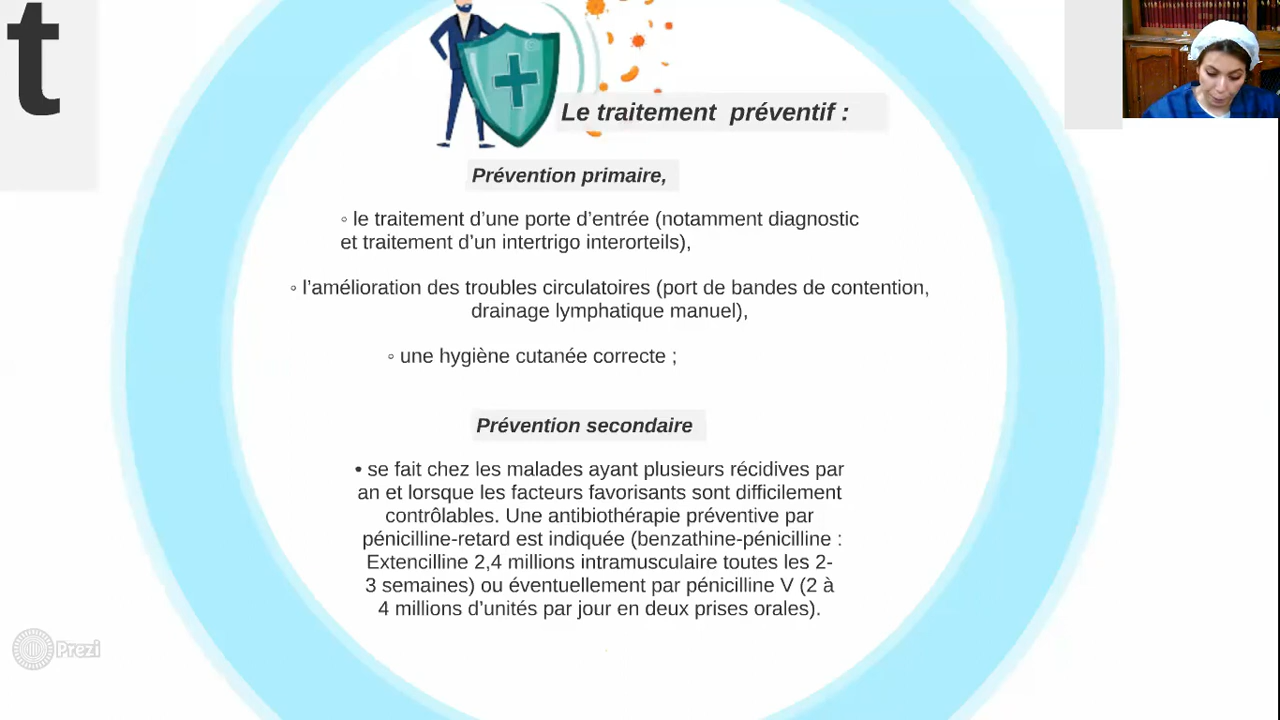 t
Le traitement préventif :
Prévention primaire,
◦ le traitement d'une porte d'entrée (notamment diagnostic
et traitement d'un intertrigo interorteils),
◦ l'amélioration des troubles circulatoires (port de bandes de contention,
drainage lymphatique manuel),
◦ une hygiène cutanée correcte ;
Prévention secondaire
• se fait chez les malades ayant plusieurs récidives par
an et lorsque les facteurs favorisants sont difficilement
contrôlables. Une antibiothérapie préventive par
pénicilline-retard est indiquée (benzathine-pénicilline :
Extencilline 2,4 millions intramusculaire toutes les 2-
3 semaines) ou éventuellement par pénicilline V (2 à
4 millions d'unités par jour en deux prises orales).
Prezi